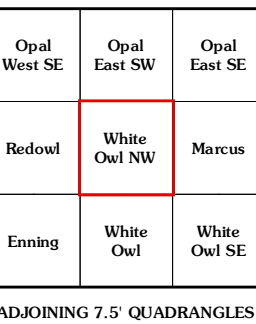 Opal West SE
Opal East SW
Opal East SE
Redowl
White Owl NW
Marcus
Enning
White Owl
White Owl SE
ADJOINING 7.5' QUADRANGLES